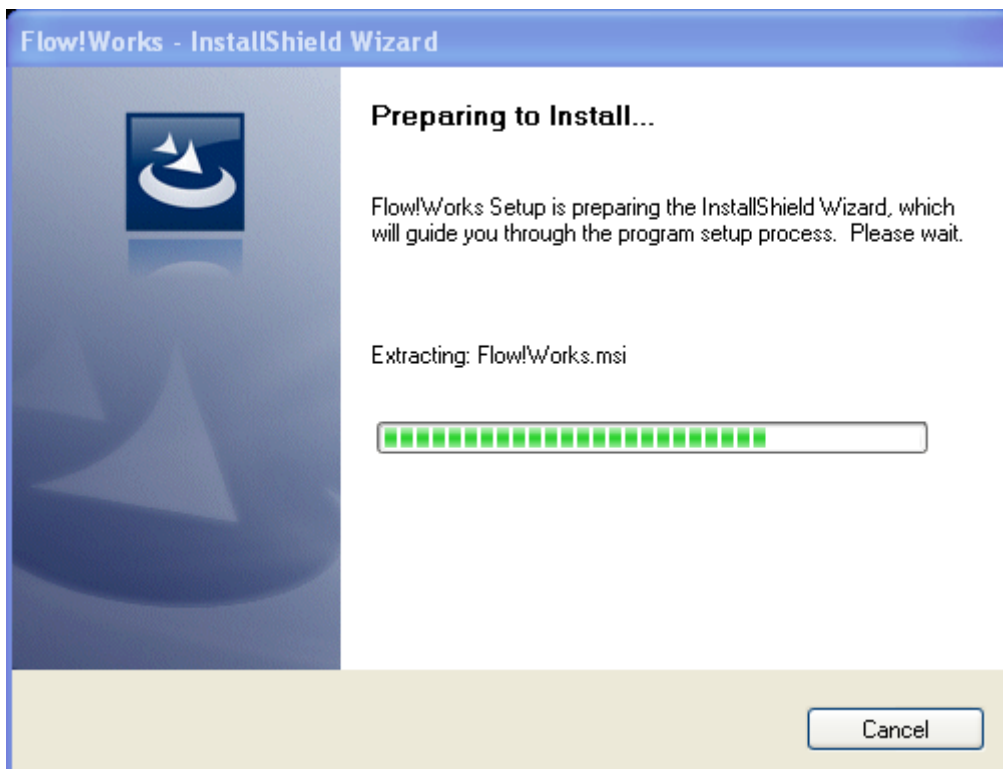 Flow!Works - InstallShield Wizard
Preparing to Install...
Flow!Works Setup is preparing the InstallShield Wizard, which
will guide you through the program setup process.  Please wait.
Extracting: Flow!Works.msi
Cancel